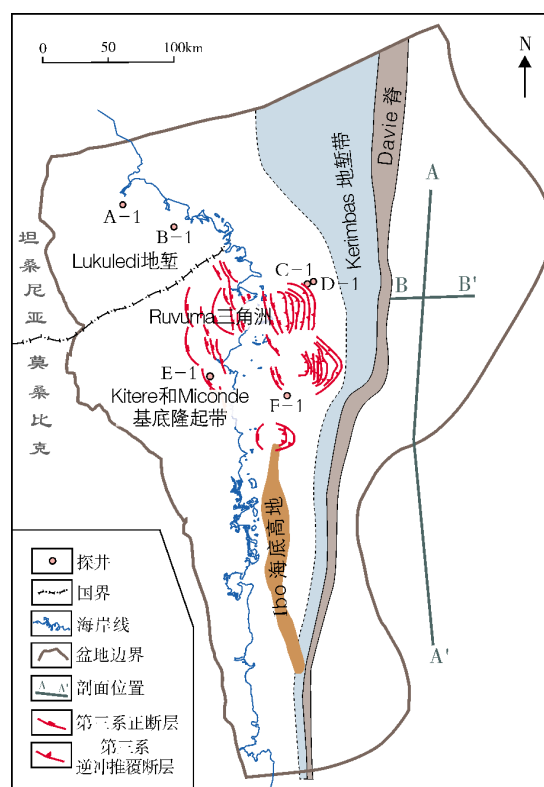 0 100km
N
A
Davie 脊
Kerimbas 地堑带
A-1
B-1
Lukuledi地堑
坦桑尼亚
莫桑比克
C-1
D-1
B B'
Ruvuma三角洲
E-1
Kitere和Miconde
基底隆起带
F-1
Ibo 海底高地
A'
探井
国界
海岸线
盆地边界
A A' 剖面位置
第三系正断层
第三系
逆冲推覆断层